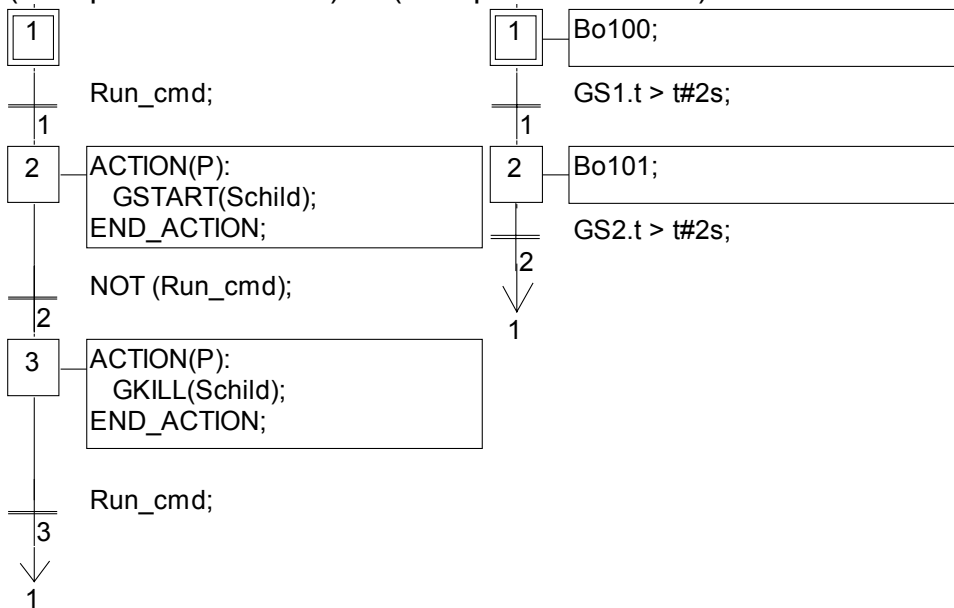 1
Run_cmd;
1
2
ACTION(P):
GSTART(Schild);
END_ACTION;
NOT (Run_cmd);
2
3
ACTION(P):
GKILL(Schild);
END_ACTION;
Run_cmd;
3
1
1
Bo100;
GS1.t > t#2s;
1
2
Bo101;
GS2.t > t#2s;
2
1